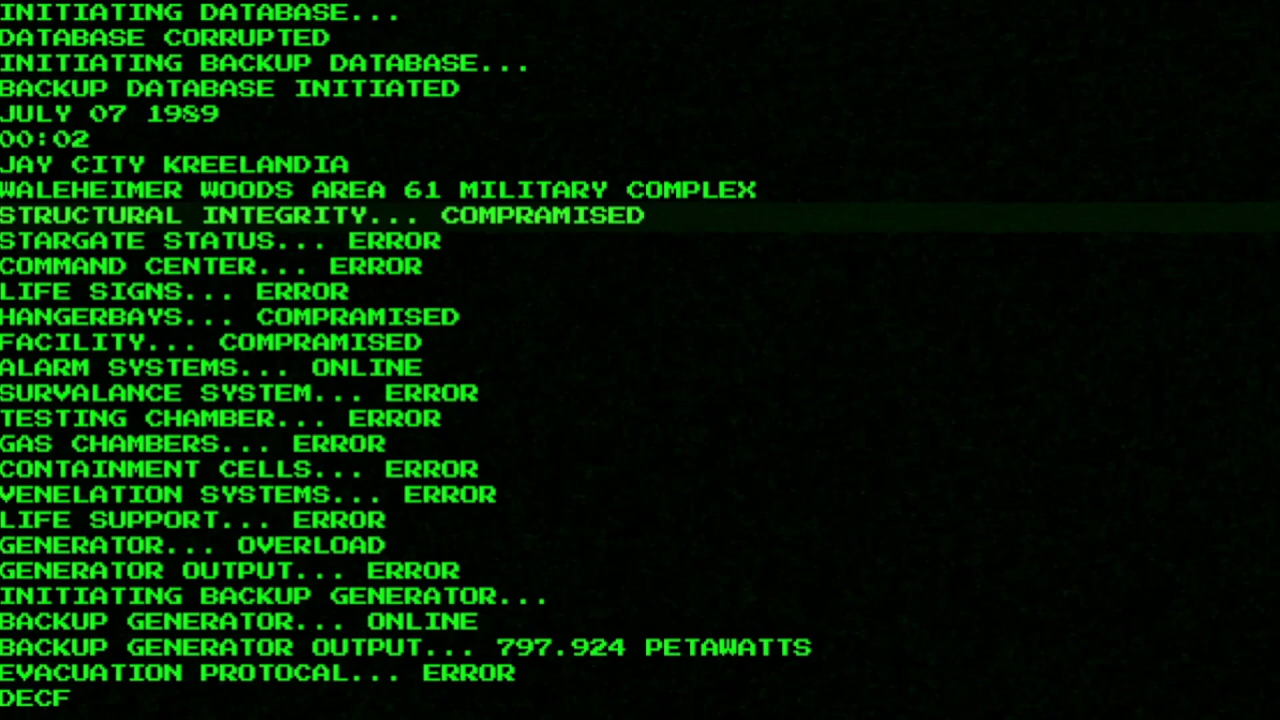 INITIATING DATABASE...
DATABASE CORRUPTED
INITIATING BACKUP DATABASE...
BACKUP DATABASE INITIATED
JULY 07 1989
00:02
JAY CITY KREELANDIA
WALEHEIMER WOODS AREA 61 MILITARY COMPLEX
STRUCTURAL INTEGRITY... COMPRAMISED
STARGATE STATUS... ERROR
COMMAND CENTER... ERROR
LIFE SIGNS... ERROR
HANGERBAYS... COMPRAMISED
FACILITY... COMPRAMISED
ALARM SYSTEMS... ONLINE
SURVALANCE SYSTEM... ERROR
TESTING CHAMBER... ERROR
GAS CHAMBERS... ERROR
CONTAINMENT CELLS... ERROR
VENELATION SYSTEMS... ERROR
LIFE SUPPORT... ERROR
GENERATOR... OVERLOAD
GENERATOR OUTPUT... ERROR
INITIATING BACKUP GENERATOR...
BACKUP GENERATOR... ONLINE
BACKUP GENERATOR OUTPUT... 797.924 PETAWATTS
EVACUATION PROTOCAL... ERROR
DECF